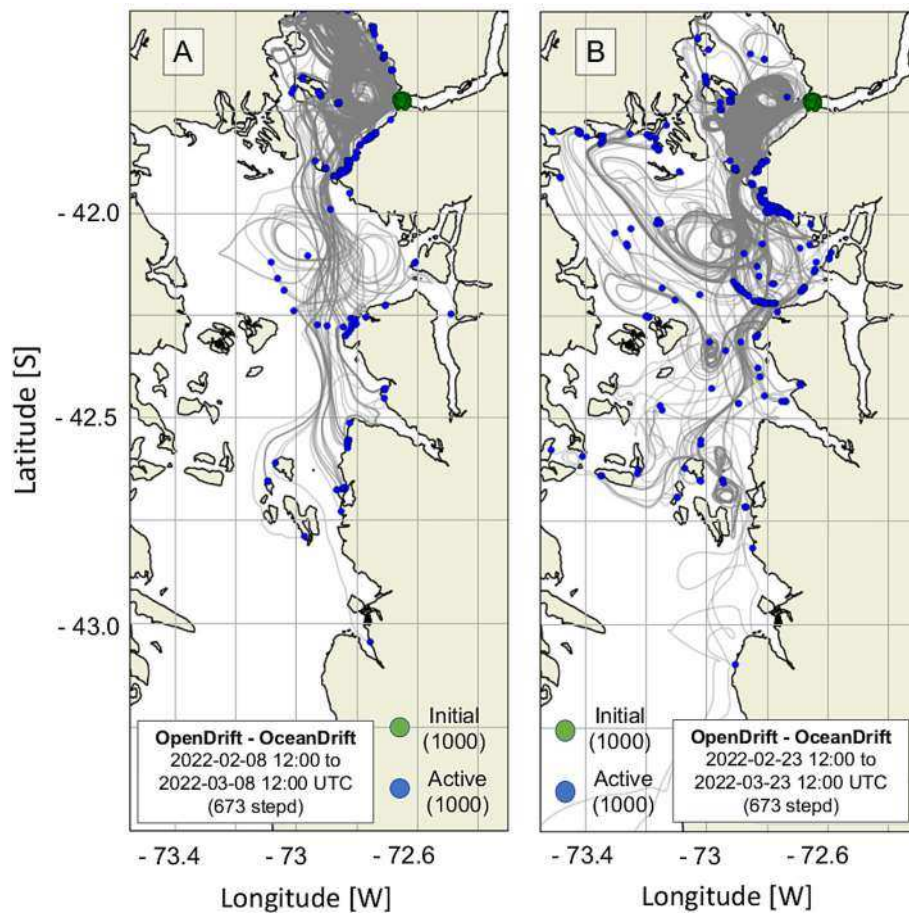 A
B
Latitude [S]
- 42.0
- 42.5
- 43.0
Initial
(1000)
Active
(1000)
OpenDrift - OceanDrift
2022-02-08 12:00 to
2022-03-08 12:00 UTC
(673 stepd)
Initial
(1000)
Active
(1000)
OpenDrift - OceanDrift
2022-02-23 12:00 to
2022-03-23 12:00 UTC
(673 stepd)
- 73.4
- 73
- 72.6
- 73.4
- 73
- 72.6
Longitude [W]
Longitude [W]